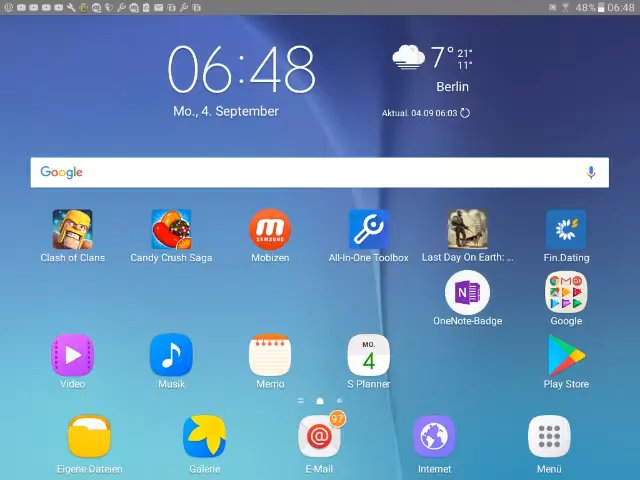 48% 06:48
06:48
Mo., 4. September
7° 21° 11°
Berlin
Aktual. 04.09 06:03
Google
Clash of Clans Candy Crush Saga Mobizen All-In-One Toolbox Last Day On Earth: ... Fin.Dating
OneNote-Badge Google
MO.
4
Video Musik Memo S Planner Play Store
97
Eigene Dateien Galerie E-Mail Internet Menü